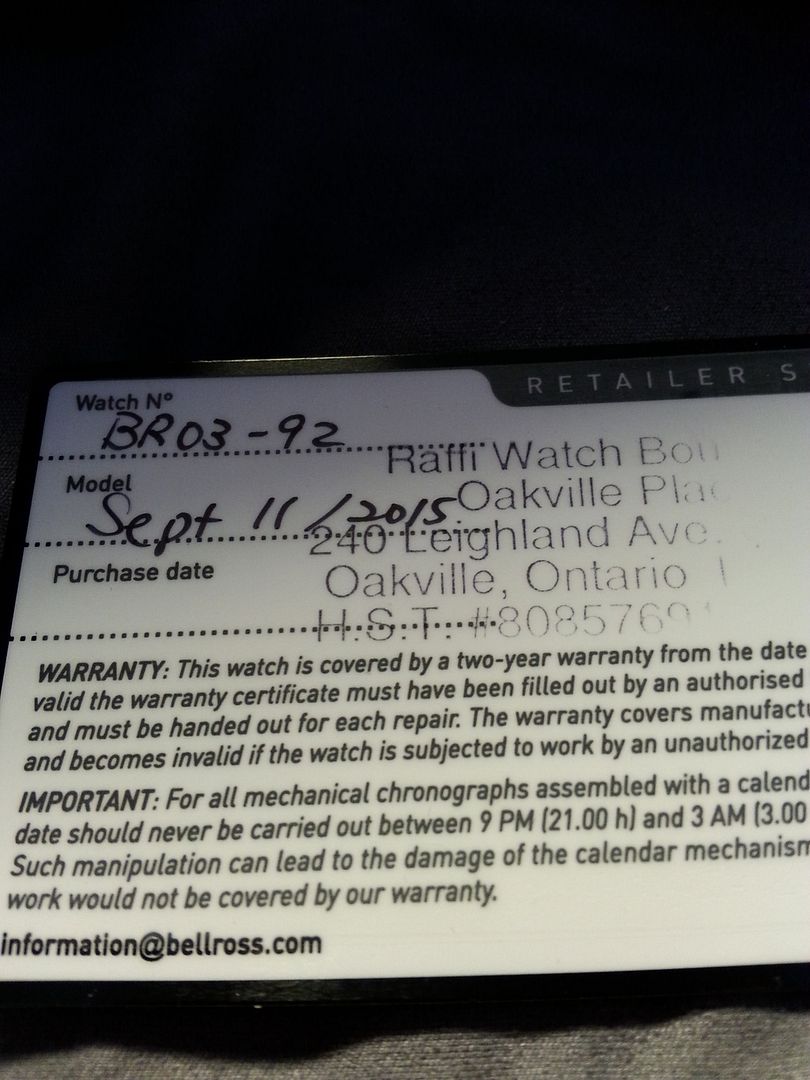 RETAILER S
Watch N°
BR03-92
Raffi Watch Bou
Model
Oakville Plac
Sept 11/2015
240 Leighland Ave.
Purchase date
Oakville, Ontario
H.S.T. #8085769
WARRANTY: This watch is covered by a two-year warranty from the date
valid the warranty certificate must have been filled out by an authorised
and must be handed out for each repair. The warranty covers manufactu
and becomes invalid if the watch is subjected to work by an unauthorized
IMPORTANT: For all mechanical chronographs assembled with a calend
date should never be carried out between 9 PM (21.00 h) and 3 AM (3.00
Such manipulation can lead to the damage of the calendar mechanism
work would not be covered by our warranty.
information@bellross.com